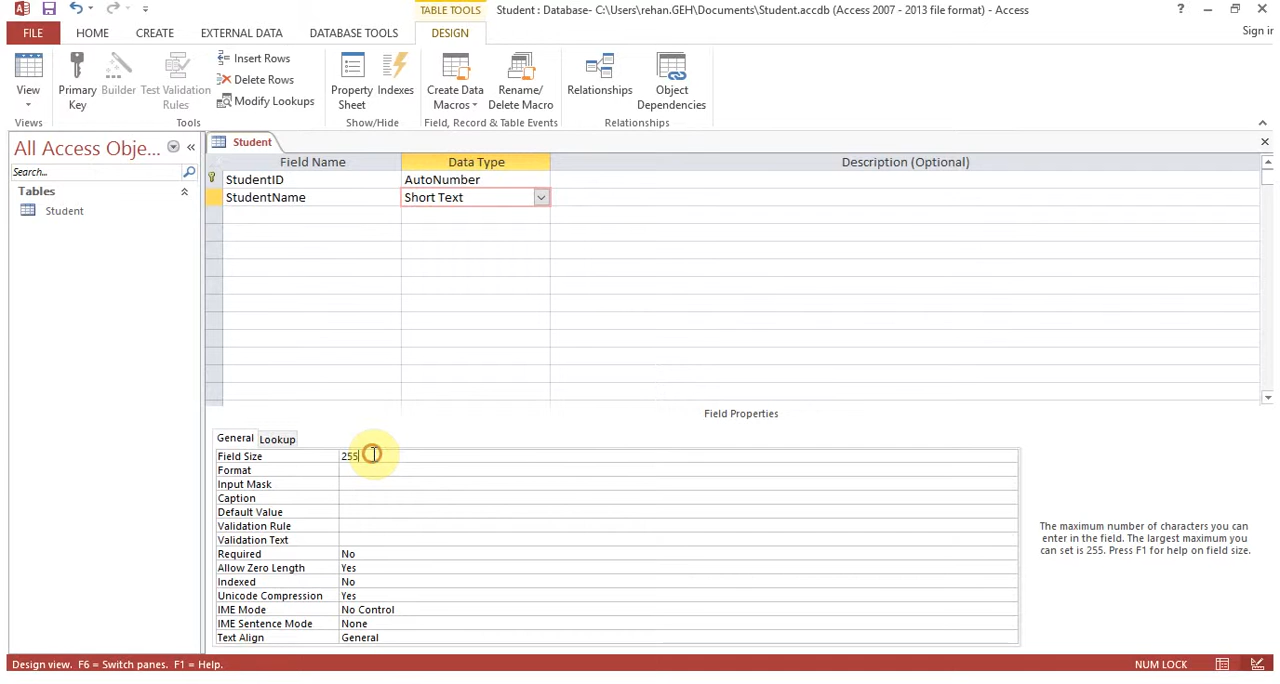 TABLE TOOLS
Student : Database- C:\Users\rehan.GEH\Documents\Student.accdb (Access 2007 - 2013 file format) - Access
?
FILE
HOME
CREATE
EXTERNAL DATA
DATABASE TOOLS
DESIGN
Sign in
View
Primary Key
Builder
Test Validation Rules
Insert Rows
Delete Rows
Modify Lookups
Property Sheet
Indexes
Create Data Macros
Rename/ Delete Macro
Relationships
Object Dependencies
Views
Tools
Show/Hide
Field, Record & Table Events
Relationships
All Access Obje...
Search...
Tables
Student
Student
Field Name Data Type Description (Optional)
StudentID AutoNumber
StudentName Short Text
Field Properties
General Lookup
Field Size 255
Format
Input Mask
Caption
Default Value
Validation Rule
Validation Text
Required No
Allow Zero Length Yes
Indexed No
Unicode Compression Yes
IME Mode No Control
IME Sentence Mode None
Text Align General
The maximum number of characters you can
enter in the field. The largest maximum you
can set is 255. Press F1 for help on field size.
Design view. F6 = Switch panes. F1 = Help.
NUM LOCK